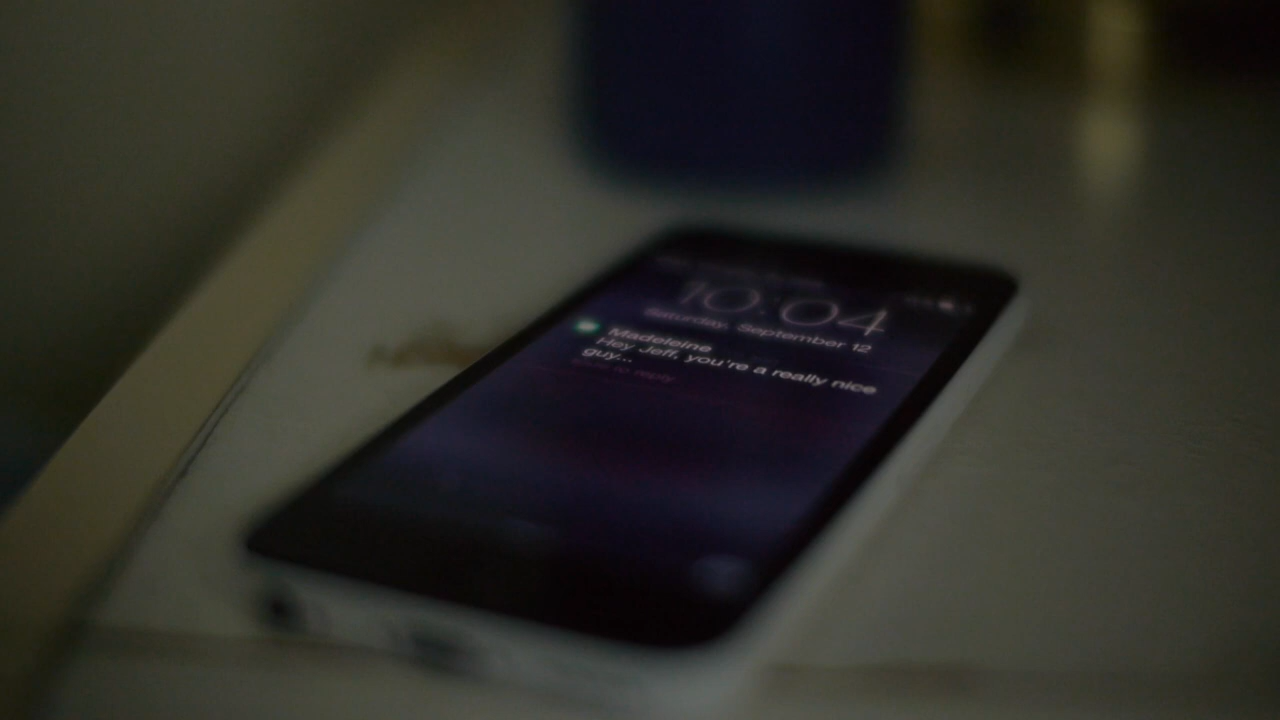 10:04
Saturday, September 12
Madeleine
Hey Jeff, you're a really nice
guy...